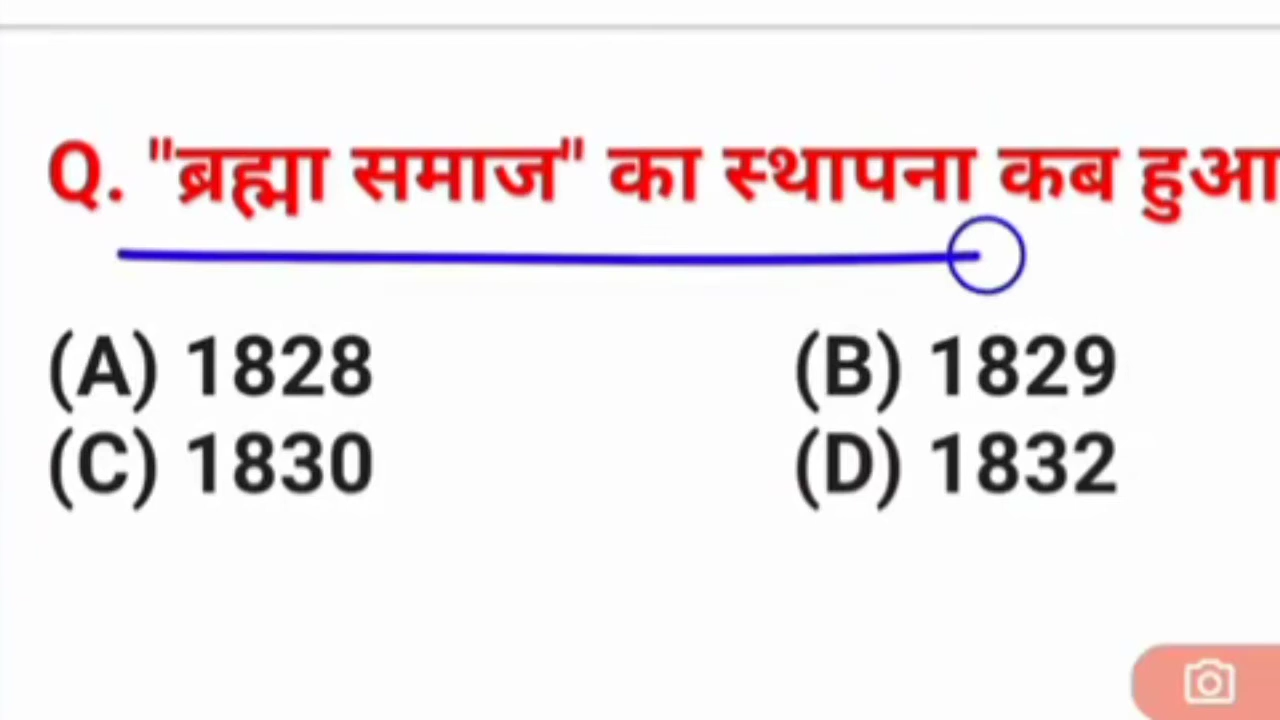 Q. "ब्रह्मा समाज" का स्थापना कब हुआ
(A) 1828 (B) 1829
(C) 1830 (D) 1832